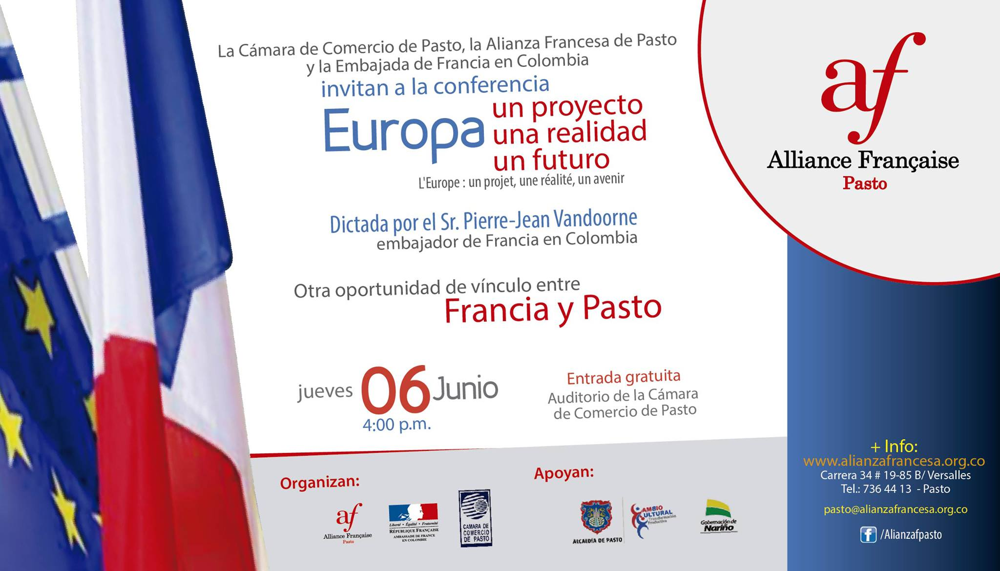 La Cámara de Comercio de Pasto, la Alianza Francesa de Pasto
y la Embajada de Francia en Colombia
invitan a la conferencia
Europa
un proyecto
una realidad
un futuro
L'Europe : un projet, une réalité, un avenir
Dictada por el Sr. Pierre-Jean Vandoorne
embajador de Francia en Colombia
Otra oportunidad de vínculo entre
Francia y Pasto
jueves 06 Junio
4:00 p.m.
Entrada gratuita
Auditorio de la Cámara
de Comercio de Pasto
af
Alliance Française
Pasto
+ Info:
www.alianzafrancesa.org.co
Carrera 34 # 19-85 B/ Versalles
Tel.: 736 44 13 - Pasto
pasto@alianzafrancesa.org.co
f /Alianzafpasto
Organizan:
af
Alliance Française
Pasto
Liberté • Égalité • Fraternité
RÉPUBLIQUE FRANÇAISE
AMBASSADE DE FRANCE
EN COLOMBIE
CAMARA DE
COMERCIO
DE PASTO
Apoyan:
ALCALDÍA DE PASTO
CAMBIO
CULTURAL
Transformación
Productiva
Gobernación de
Nariño